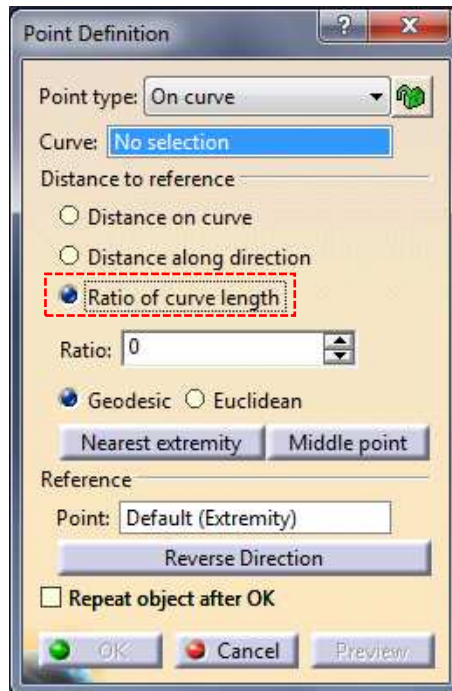 Point Definition ? X
Point type: On curve
Curve: No selection
Distance to reference
Distance on curve
Distance along direction
Ratio of curve length
Ratio: 0
Geodesic Euclidean
Nearest extremity Middle point
Reference
Point: Default (Extremity)
Reverse Direction
Repeat object after OK
OK Cancel Preview